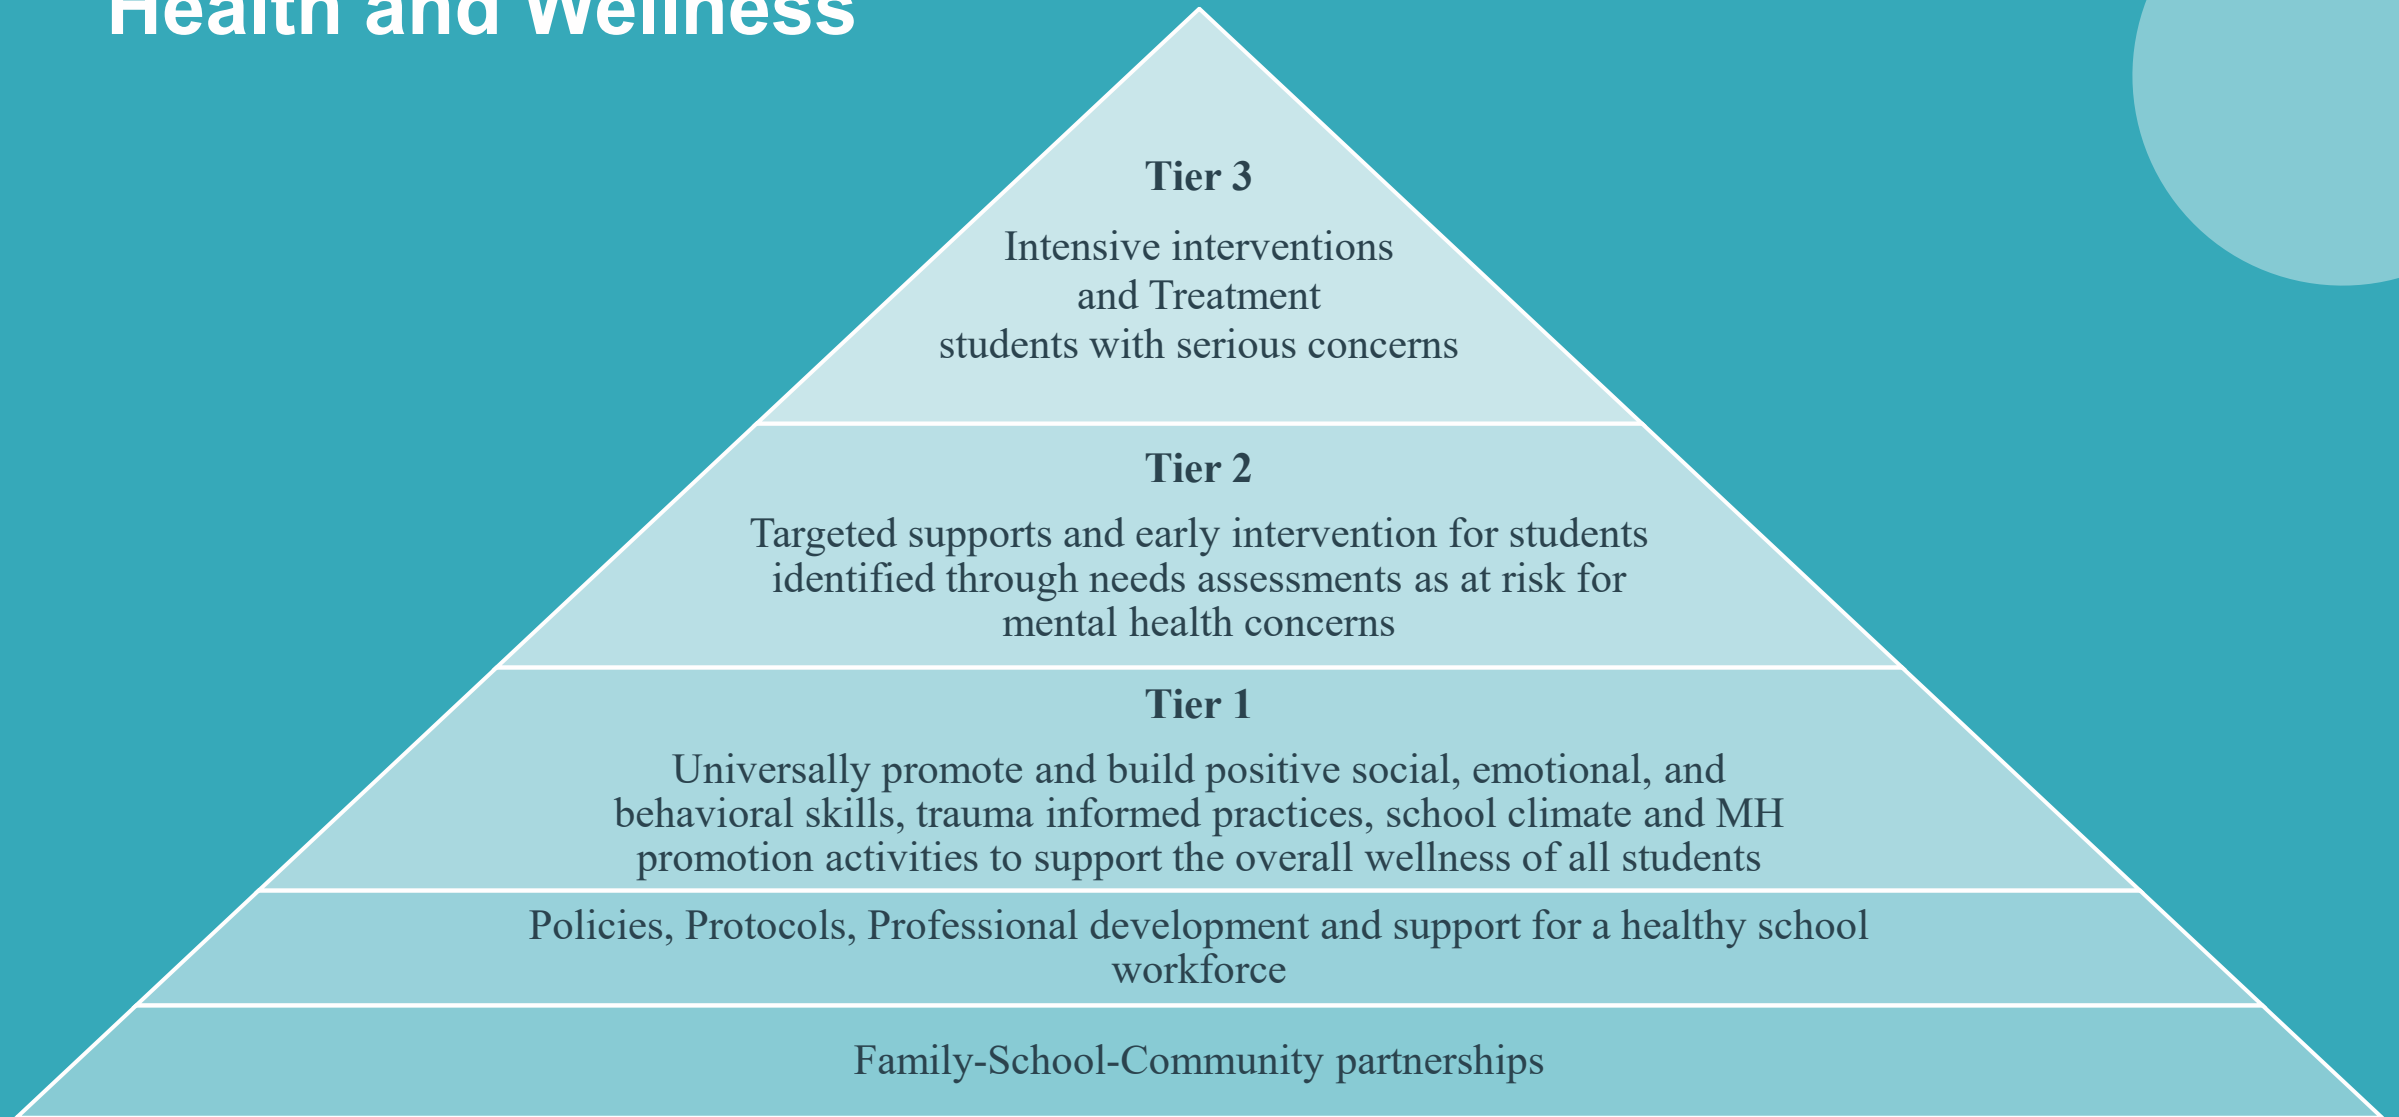 Health and Wellness
Tier 3
Intensive interventions
and Treatment
students with serious concerns
Tier 2
Targeted supports and early intervention for students
identified through needs assessments as at risk for
mental health concerns
Tier 1
Universally promote and build positive social, emotional, and
behavioral skills, trauma informed practices, school climate and MH
promotion activities to support the overall wellness of all students
Policies, Protocols, Professional development and support for a healthy school
workforce
Family-School-Community partnerships